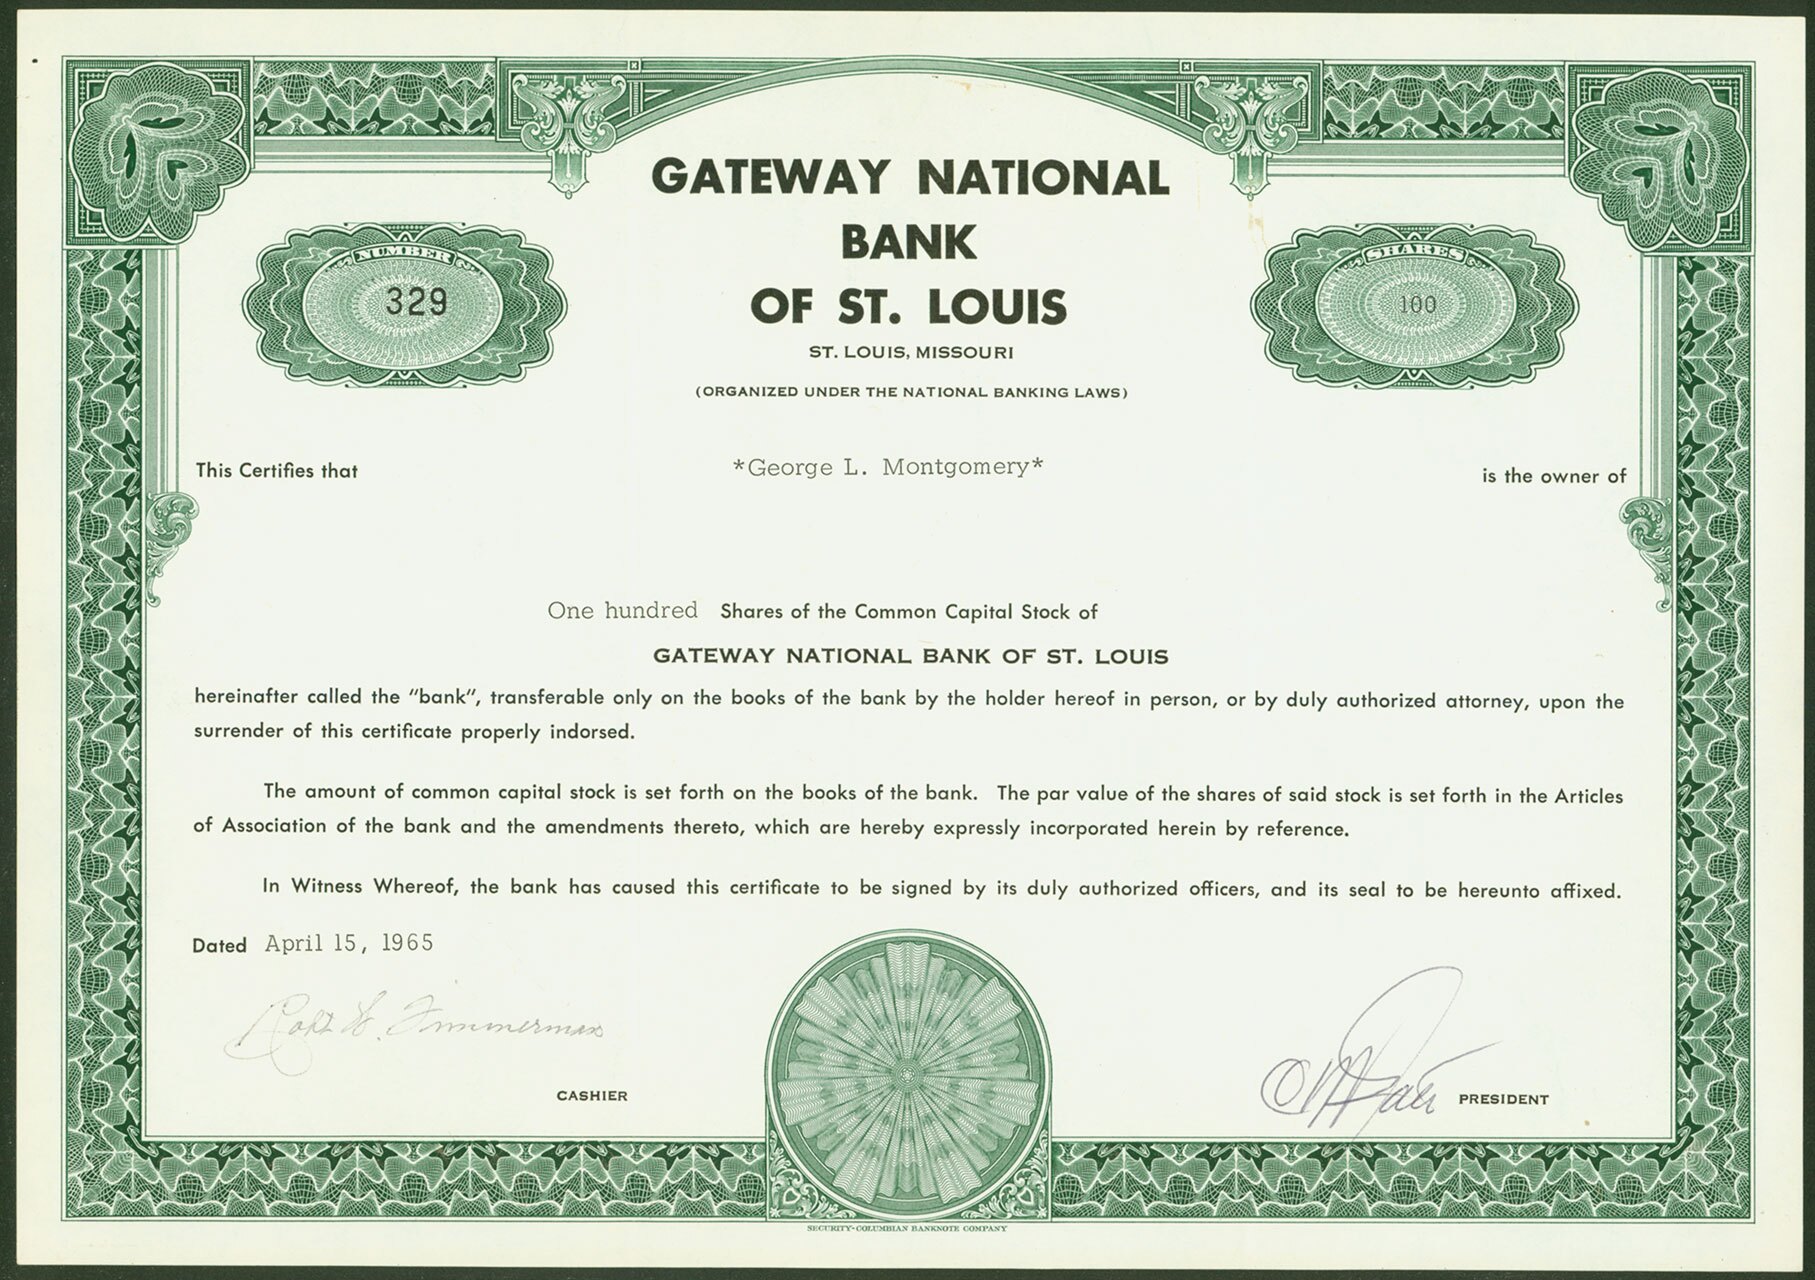 GATEWAY NATIONAL
BANK
OF ST. LOUIS
ST. LOUIS, MISSOURI
(ORGANIZED UNDER THE NATIONAL BANKING LAWS)
NUMBER
329
SHARES
100
This Certifies that *George L. Montgomery* is the owner of
One hundred Shares of the Common Capital Stock of
GATEWAY NATIONAL BANK OF ST. LOUIS
hereinafter called the "bank", transferable only on the books of the bank by the holder hereof in person, or by duly authorized attorney, upon the
surrender of this certificate properly indorsed.
The amount of common capital stock is set forth on the books of the bank. The par value of the shares of said stock is set forth in the Articles
of Association of the bank and the amendments thereto, which are hereby expressly incorporated herein by reference.
In Witness Whereof, the bank has caused this certificate to be signed by its duly authorized officers, and its seal to be hereunto affixed.
Dated April 15, 1965
Zimmerman
CASHIER
PRESIDENT
SECURITY-COLUMBIAN BANKNOTE COMPANY